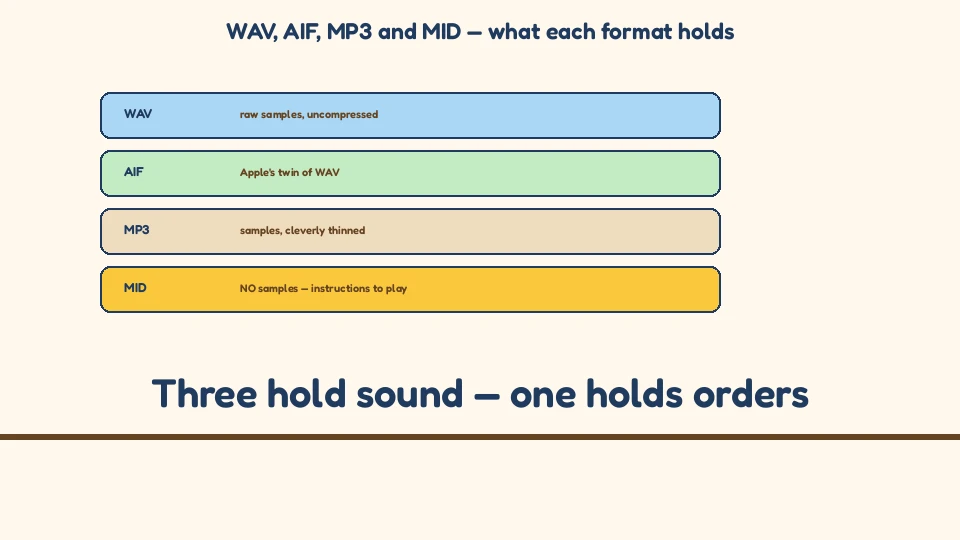 WAV, AIF, MP3 and MID — what each format holds
WAV raw samples, uncompressed
AIF Apple's twin of WAV
MP3 samples, cleverly thinned
MID NO samples — instructions to play
Three hold sound — one holds orders